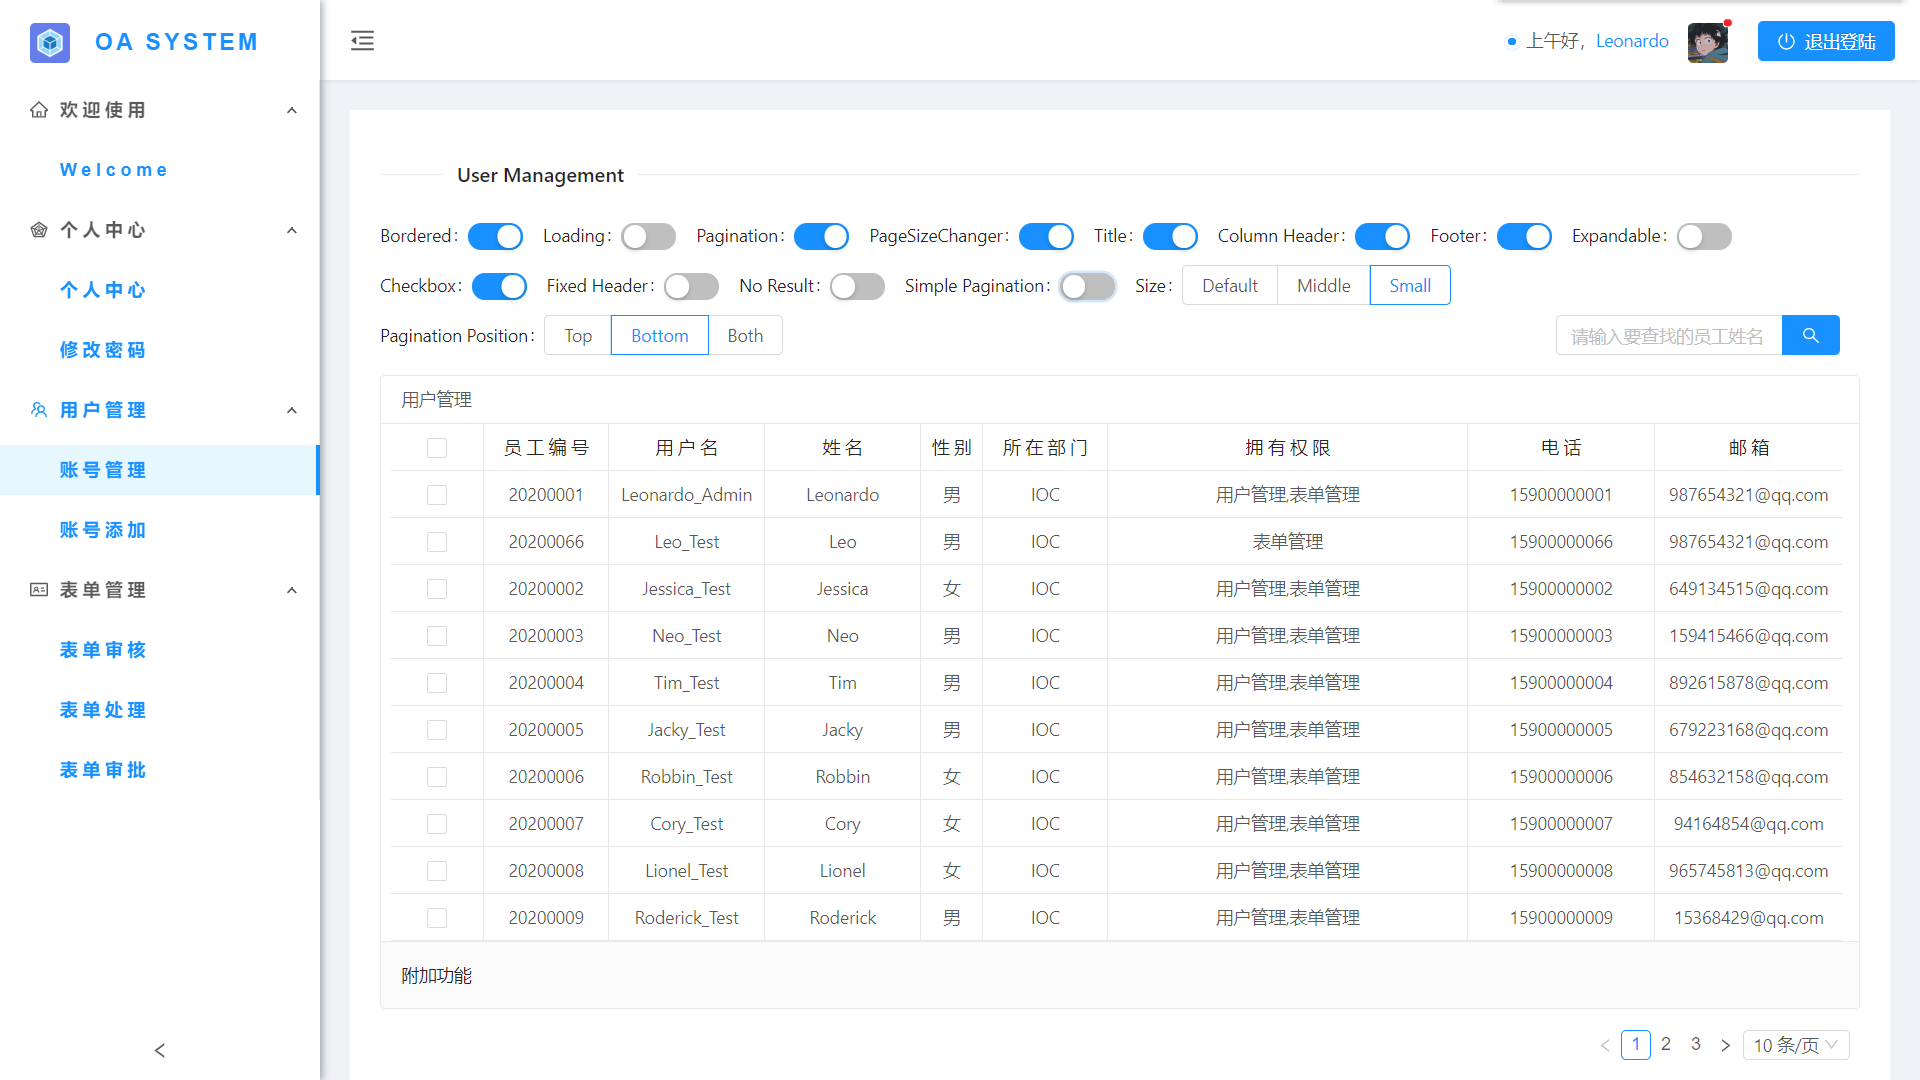 OA SYSTEM
上午好，Leonardo
退出登陆
欢迎使用
Welcome
个人中心
个人中心
修改密码
用户管理
账号管理
账号添加
表单管理
表单审核
表单处理
表单审批
User Management
Bordered: Loading: Pagination: PageSizeChanger: Title: Column Header: Footer: Expandable:
Checkbox: Fixed Header: No Result: Simple Pagination: Size: Default Middle Small
Pagination Position: Top Bottom Both
请输入要查找的员工姓名
用户管理
员工编号 用户名 姓名 性别 所在部门 拥有权限 电话 邮箱
20200001 Leonardo_Admin Leonardo 男 IOC 用户管理,表单管理 15900000001 987654321@qq.com
20200066 Leo_Test Leo 男 IOC 表单管理 15900000066 987654321@qq.com
20200002 Jessica_Test Jessica 女 IOC 用户管理,表单管理 15900000002 649134515@qq.com
20200003 Neo_Test Neo 男 IOC 用户管理,表单管理 15900000003 159415466@qq.com
20200004 Tim_Test Tim 男 IOC 用户管理,表单管理 15900000004 892615878@qq.com
20200005 Jacky_Test Jacky 男 IOC 用户管理,表单管理 15900000005 679223168@qq.com
20200006 Robbin_Test Robbin 女 IOC 用户管理,表单管理 15900000006 854632158@qq.com
20200007 Cory_Test Cory 女 IOC 用户管理,表单管理 15900000007 94164854@qq.com
20200008 Lionel_Test Lionel 女 IOC 用户管理,表单管理 15900000008 965745813@qq.com
20200009 Roderick_Test Roderick 男 IOC 用户管理,表单管理 15900000009 15368429@qq.com
附加功能
1 2 3 10 条/页